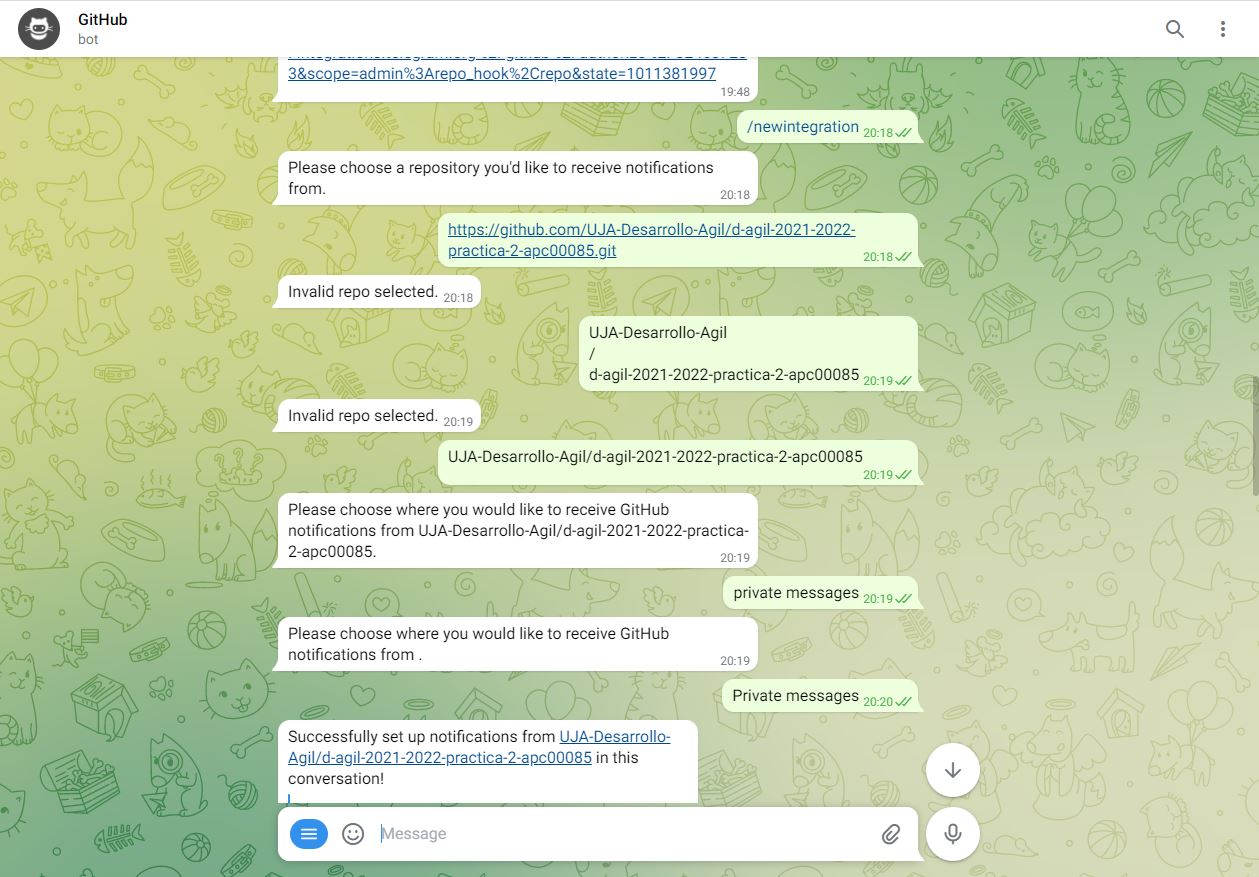 GitHub
bot
3&scope=admin%3Arepo_hook%2Crepo&state=1011381997
19:48
/newintegration 20:18
Please choose a repository you'd like to receive notifications
from.
20:18
https://github.com/UJA-Desarrollo-Agil/d-agil-2021-2022-
practica-2-apc00085.git
20:18
Invalid repo selected. 20:18
UJA-Desarrollo-Agil
/
d-agil-2021-2022-practica-2-apc00085 20:19
Invalid repo selected. 20:19
UJA-Desarrollo-Agil/d-agil-2021-2022-practica-2-apc00085
20:19
Please choose where you would like to receive GitHub
notifications from UJA-Desarrollo-Agil/d-agil-2021-2022-practica-
2-apc00085.
20:19
private messages 20:19
Please choose where you would like to receive GitHub
notifications from .
20:19
Private messages 20:20
Successfully set up notifications from UJA-Desarrollo-
Agil/d-agil-2021-2022-practica-2-apc00085 in this
conversation!
Message